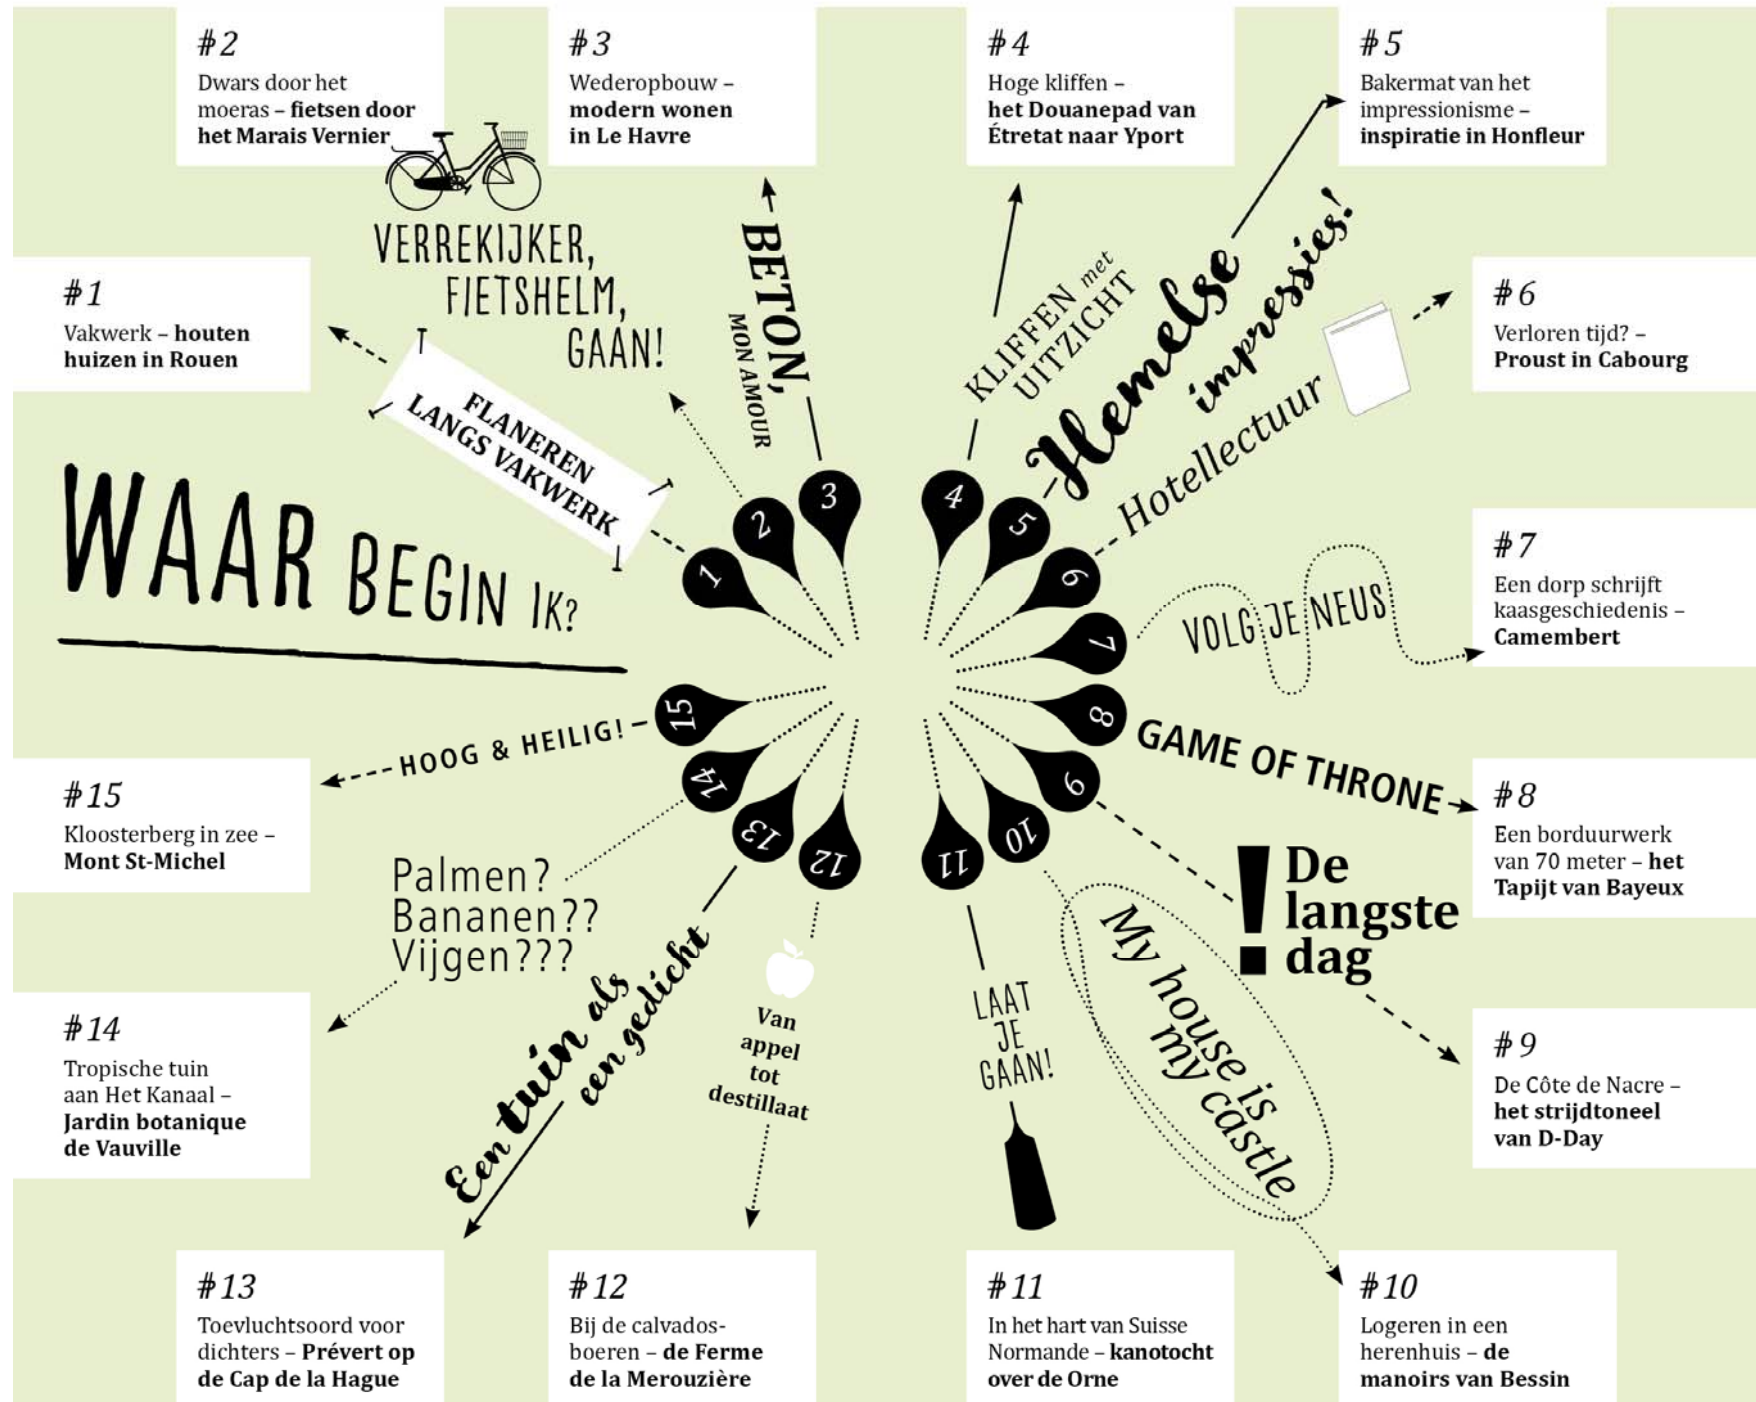 #2
Dwars door het
moeras – fietsen door
het Marais Vernier
#3
Wederopbouw –
modern wonen
in Le Havre
#4
Hoge kliffen –
het Douanepad van
Étretat naar Yport
#5
Bakermat van het
impressionisme –
inspiratie in Honfleur
#1
Vakwerk – houten
huizen in Rouen
VERREKIJKER,
FIETSHELM,
GAAN!
BETON,
MON AMOUR
KLIFFEN met
UITZICHT
Hemelse
impressies!
#6
Verloren tijd? –
Proust in Cabourg
FLANEREN
LANGS VAKWERK
Hotellectuur
WAAR BEGIN IK?
1
2
3
4
5
6
7
8
9
10
11
12
13
14
15
VOLG JE NEUS
#7
Een dorp schrijft
kaasgeschiedenis –
Camembert
HOOG & HEILIG!
GAME OF THRONE
#15
Kloosterberg in zee –
Mont St-Michel
#8
Een borduurwerk
van 70 meter – het
Tapijt van Bayeux
Palmen?
Bananen??
Vijgen???
! De
langste
dag
#14
Tropische tuin
aan Het Kanaal –
Jardin botanique
de Vauville
Een tuin als
een gedicht
Van
appel
tot
destillaat
LAAT
JE
GAAN!
My house is
my castle
#9
De Côte de Nacre –
het strijdtoneel
van D-Day
#13
Toevluchtsoord voor
dichters – Prévert op
de Cap de la Hague
#12
Bij de calvados-
boeren – de Ferme
de la Merouzière
#11
In het hart van Suisse
Normande – kanotocht
over de Orne
#10
Logeren in een
herenhuis – de
manoirs van Bessin